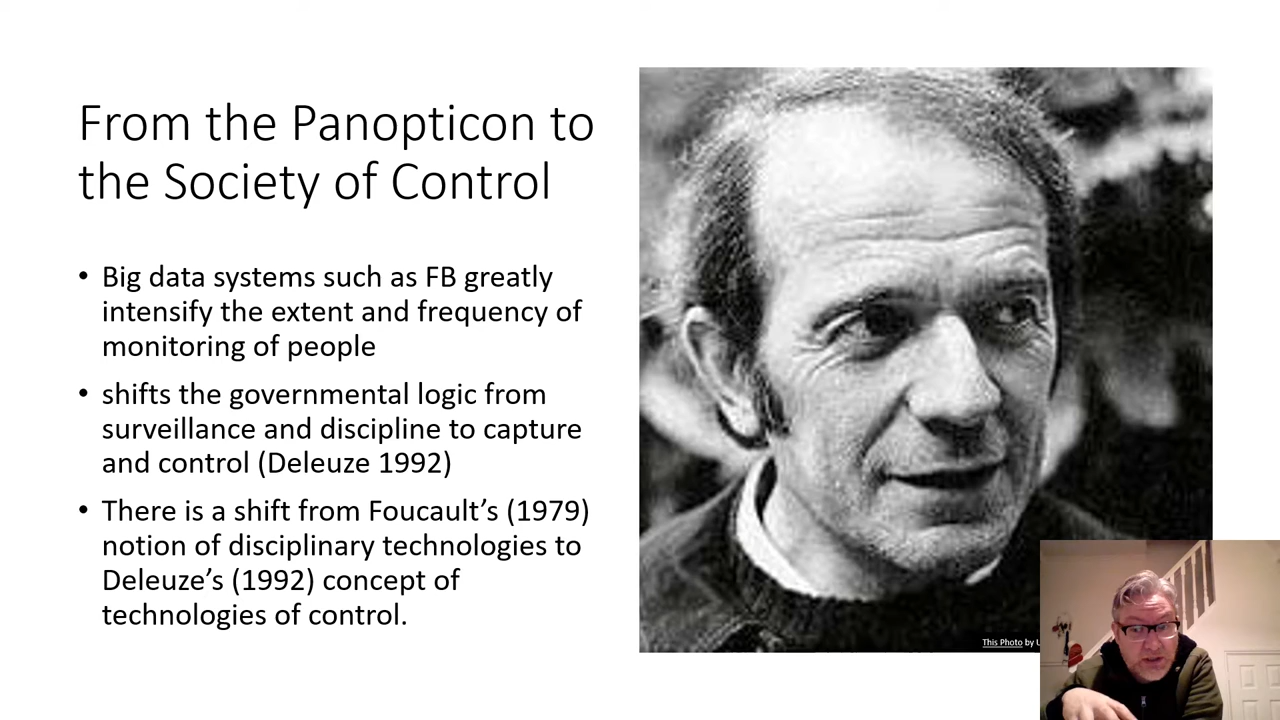 From the Panopticon to
the Society of Control
• Big data systems such as FB greatly
intensify the extent and frequency of
monitoring of people
• shifts the governmental logic from
surveillance and discipline to capture
and control (Deleuze 1992)
• There is a shift from Foucault’s (1979)
notion of disciplinary technologies to
Deleuze’s (1992) concept of
technologies of control.
This Photo by